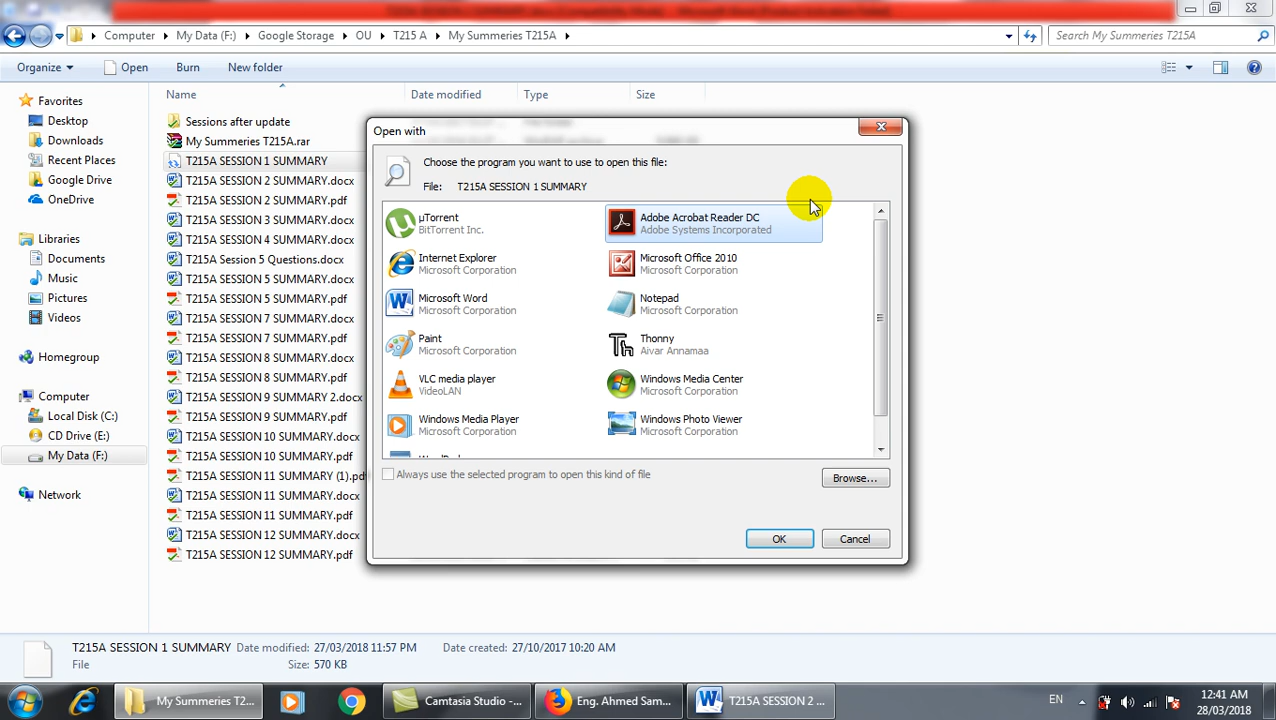 Computer ▸ My Data (F:) ▸ Google Storage ▸ OU ▸ T215 A ▸ My Summeries T215A ▸
Search My Summeries T215A
Organize Open Burn New folder
Name Date modified Type Size
Favorites
Desktop
Downloads
Recent Places
Google Drive
OneDrive
Libraries
Documents
Music
Pictures
Videos
Homegroup
Computer
Local Disk (C:)
CD Drive (E:)
My Data (F:)
Network
Sessions after update
My Summeries T215A.rar
T215A SESSION 1 SUMMARY
T215A SESSION 2 SUMMARY.docx
T215A SESSION 2 SUMMARY.pdf
T215A SESSION 3 SUMMARY.docx
T215A SESSION 4 SUMMARY.docx
T215A Session 5 Questions.docx
T215A SESSION 5 SUMMARY.docx
T215A SESSION 5 SUMMARY.pdf
T215A SESSION 7 SUMMARY.docx
T215A SESSION 7 SUMMARY.pdf
T215A SESSION 8 SUMMARY.docx
T215A SESSION 8 SUMMARY.pdf
T215A SESSION 9 SUMMARY 2.docx
T215A SESSION 9 SUMMARY.pdf
T215A SESSION 10 SUMMARY.docx
T215A SESSION 10 SUMMARY.pdf
T215A SESSION 11 SUMMARY (1).pdf
T215A SESSION 11 SUMMARY.docx
T215A SESSION 11 SUMMARY.pdf
T215A SESSION 12 SUMMARY.docx
T215A SESSION 12 SUMMARY.pdf
Open with
Choose the program you want to use to open this file:
File: T215A SESSION 1 SUMMARY
µTorrent
BitTorrent Inc.
Adobe Acrobat Reader DC
Adobe Systems Incorporated
Internet Explorer
Microsoft Corporation
Microsoft Office 2010
Microsoft Corporation
Microsoft Word
Microsoft Corporation
Notepad
Microsoft Corporation
Paint
Microsoft Corporation
Thonny
Aivar Annamaa
VLC media player
VideoLAN
Windows Media Center
Microsoft Corporation
Windows Media Player
Microsoft Corporation
Windows Photo Viewer
Microsoft Corporation
Always use the selected program to open this kind of file
Browse...
OK Cancel
T215A SESSION 1 SUMMARY Date modified: 27/03/2018 11:57 PM Date created: 27/10/2017 10:20 AM
File Size: 570 KB
My Summeries T2... Camtasia Studio -... Eng. Ahmed Sam... T215A SESSION 2 ... EN 12:41 AM
28/03/2018